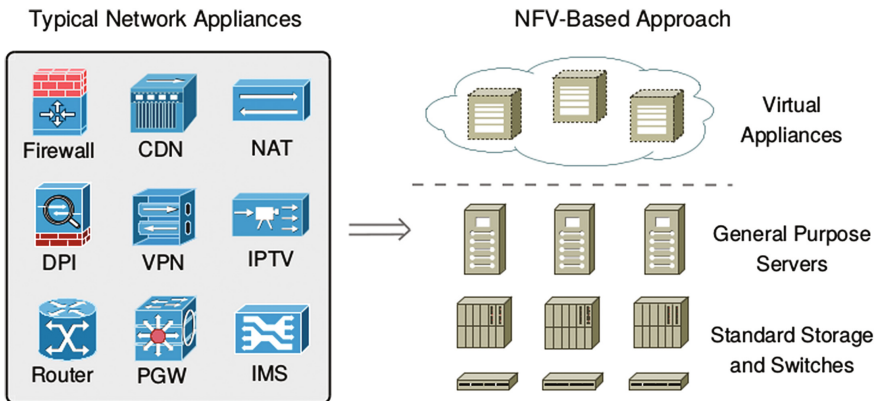 Typical Network Appliances
NFV-Based Approach
Firewall
CDN
NAT
DPI
VPN
IPTV
Router
PGW
IMS
Virtual
Appliances
General Purpose
Servers
Standard Storage
and Switches